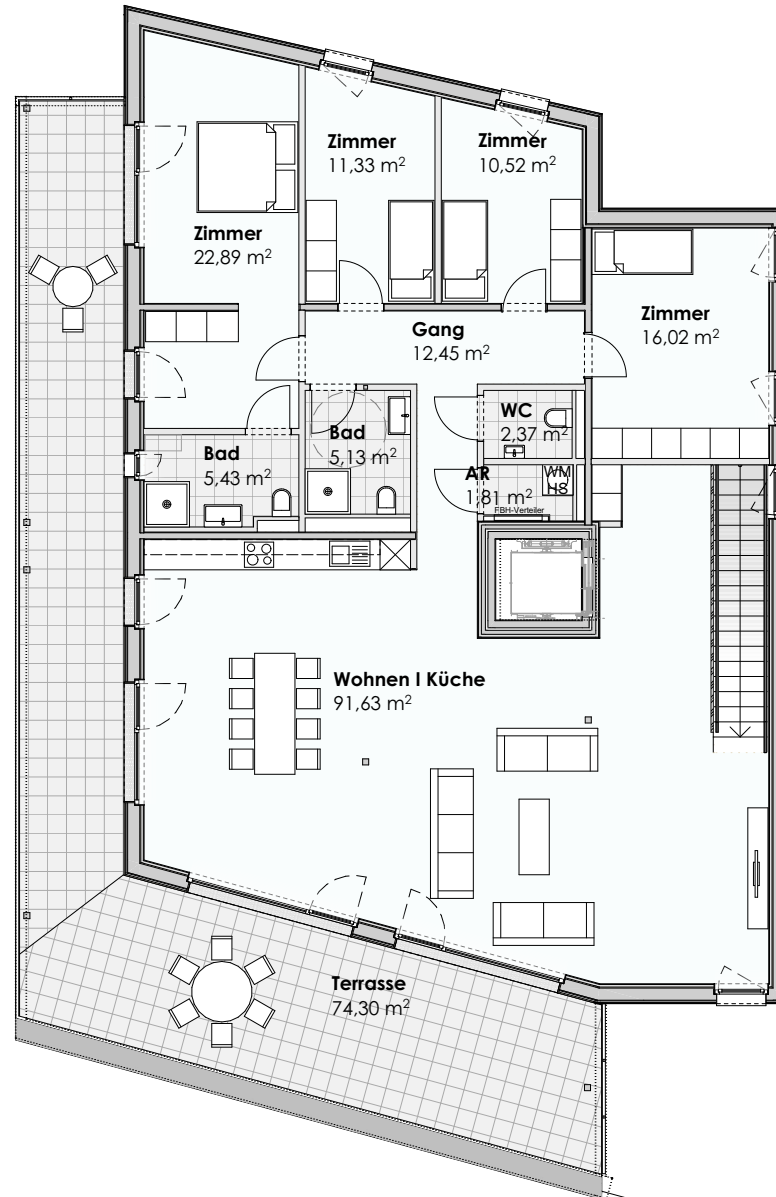 Zimmer
11,33 m²
Zimmer
10,52 m²
Zimmer
22,89 m²
Zimmer
16,02 m²
Gang
12,45 m²
WC
2,37 m²
Bad
5,13 m²
Bad
5,43 m²
AR
1,81 m²
WM
HS
FBH-Verteiler
Wohnen I Küche
91,63 m²
Terrasse
74,30 m²